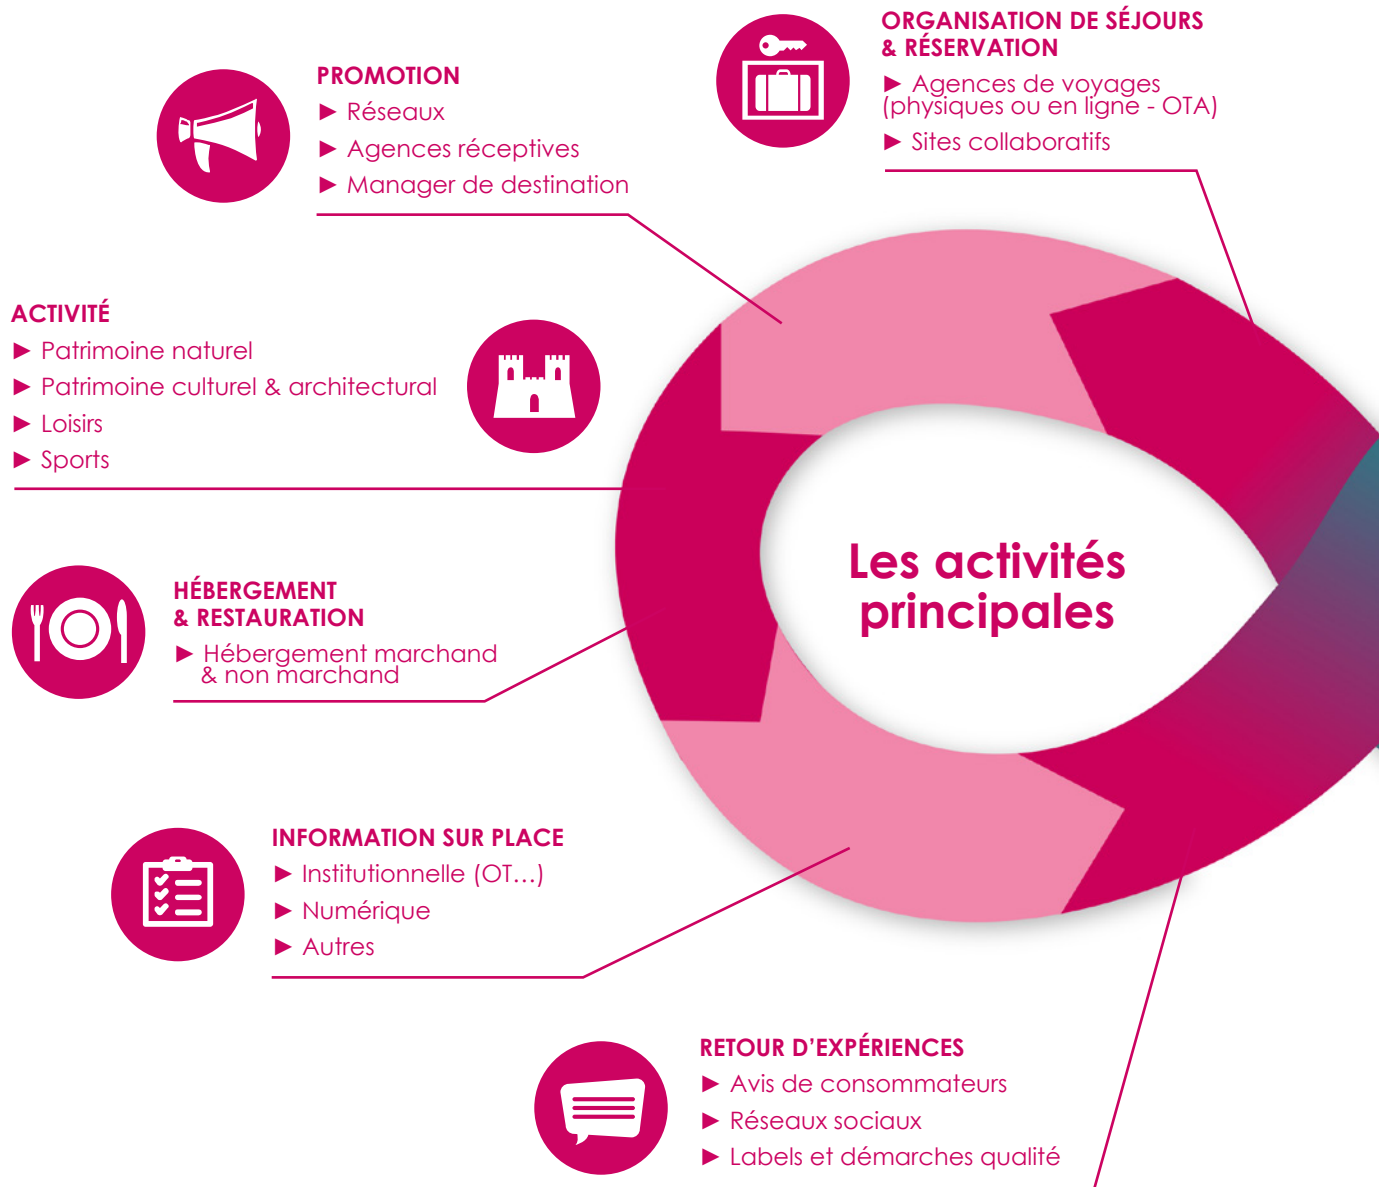 ORGANISATION DE SÉJOURS
& RÉSERVATION
► Agences de voyages
(physiques ou en ligne - OTA)
► Sites collaboratifs
PROMOTION
► Réseaux
► Agences réceptives
► Manager de destination
ACTIVITÉ
► Patrimoine naturel
► Patrimoine culturel & architectural
► Loisirs
► Sports
Les activités
principales
HÉBERGEMENT
& RESTAURATION
► Hébergement marchand
& non marchand
INFORMATION SUR PLACE
► Institutionnelle (OT...)
► Numérique
► Autres
RETOUR D’EXPÉRIENCES
► Avis de consommateurs
► Réseaux sociaux
► Labels et démarches qualité